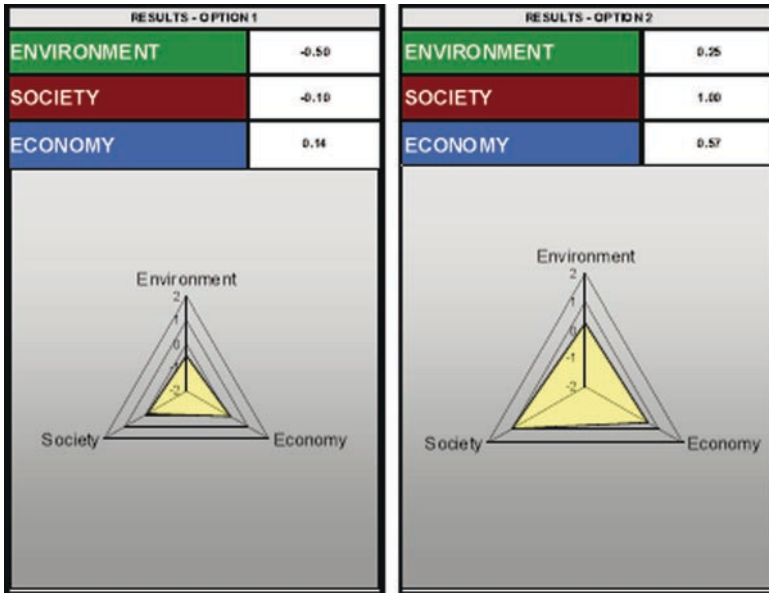 RESULTS - OPTION 1
ENVIRONMENT -0.50
SOCIETY -0.10
ECONOMY 0.14
Environment
2
1
0
-1
-2
Society
Economy
RESULTS - OPTION 2
ENVIRONMENT 0.25
SOCIETY 1.00
ECONOMY 0.57
Environment
2
1
0
-1
-2
Society
Economy